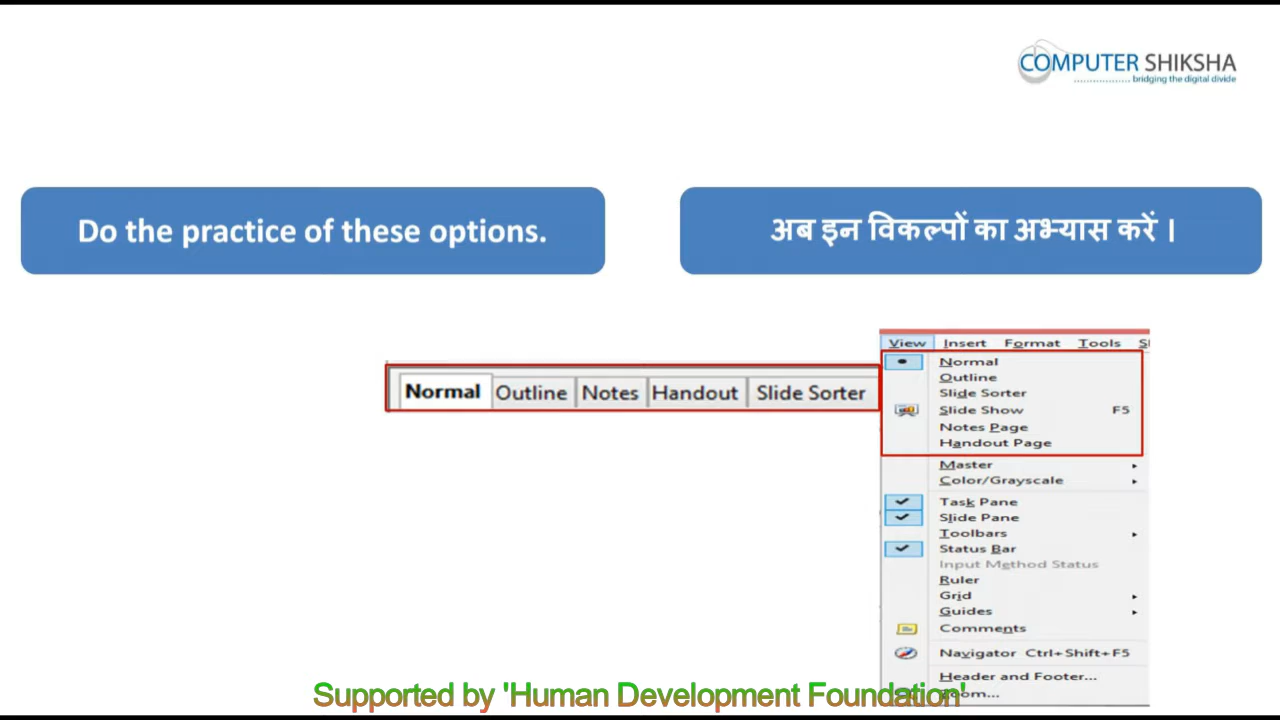 COMPUTER SHIKSHA
bridging the digital divide
Do the practice of these options.
अब इन विकल्पों का अभ्यास करें ।
Normal Outline Notes Handout Slide Sorter
View Insert Format Tools
Normal
Outline
Slide Sorter
Slide Show F5
Notes Page
Handout Page
Master
Color/Grayscale
Task Pane
Slide Pane
Toolbars
Status Bar
Input Method Status
Ruler
Grid
Guides
Comments
Navigator Ctrl+Shift+F5
Header and Footer...
Zoom...
Supported by 'Human Development Foundation'